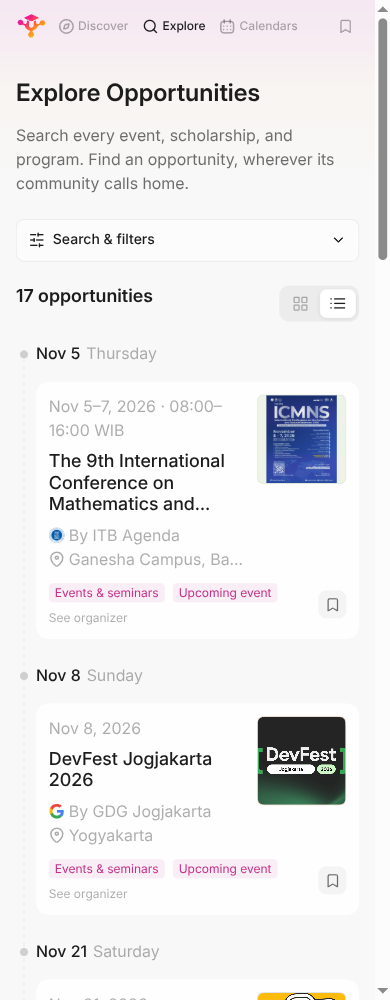 Discover
Explore
Calendars
Explore Opportunities
Search every event, scholarship, and
program. Find an opportunity, wherever its
community calls home.
Search & filters
17 opportunities
Nov 5 Thursday
Nov 5–7, 2026 · 08:00–
16:00 WIB
The 9th International
Conference on
Mathematics and...
By ITB Agenda
Ganesha Campus, Ba...
Events & seminars
Upcoming event
See organizer
ICMNS
Nov 8 Sunday
Nov 8, 2026
DevFest Jogjakarta
2026
By GDG Jogjakarta
Yogyakarta
Events & seminars
Upcoming event
See organizer
DevFest
Jogjakarta
2026
Nov 21 Saturday